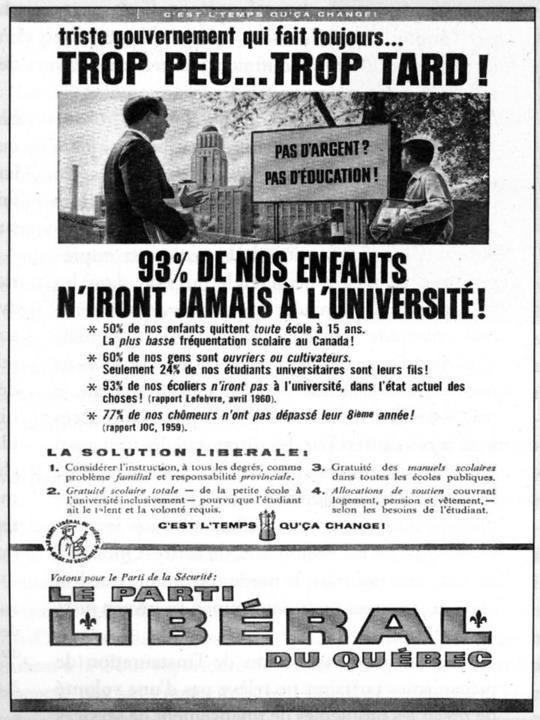 C'EST L'TEMPS QU'ÇA CHANGE!
triste gouvernement qui fait toujours...
TROP PEU...TROP TARD!
PAS D'ARGENT?
PAS D'ÉDUCATION!
93% DE NOS ENFANTS
N'IRONT JAMAIS À L'UNIVERSITÉ!
* 50% de nos enfants quittent toute école à 15 ans.
La plus basse fréquentation scolaire au Canada!
* 60% de nos gens sont ouvriers ou cultivateurs.
Seulement 24% de nos étudiants universitaires sont leurs fils!
* 93% de nos écoliers n'iront pas à l'université, dans l'état actuel des
choses! (rapport Lefebvre, avril 1960).
* 77% de nos chômeurs n'ont pas dépassé leur 8ième année!
(rapport JOC, 1959).
LA SOLUTION LIBÉRALE:
1. Considérer l'instruction, à tous les degrés, comme
problème familial et responsabilité provinciale.
2. Gratuité scolaire totale — de la petite école à
l'université inclusivement — pourvu que l'étudiant
ait le talent et la volonté requis.
3. Gratuité des manuels scolaires
dans toutes les écoles publiques.
4. Allocations de soutien couvrant
logement, pension et vêtement, —
selon les besoins de l'étudiant.
C'EST L'TEMPS QU'ÇA CHANGE!
Votons pour le Parti de la Sécurité:
LE PARTI
LIBÉRAL
DU QUÉBEC